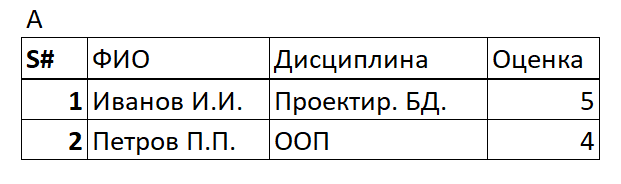 A
S# ФИО Дисциплина Оценка
1 Иванов И.И. Проектир. БД. 5
2 Петров П.П. ООП 4